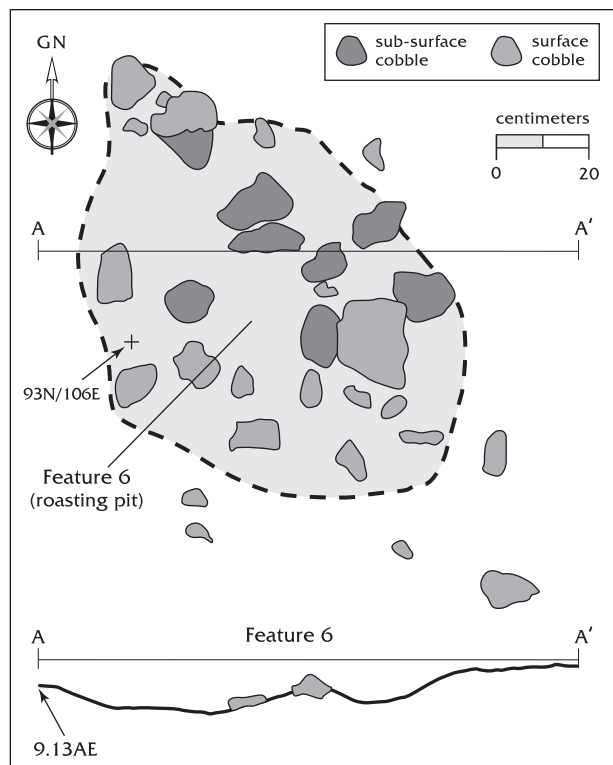 GN
sub-surface
cobble
surface
cobble
centimeters
0 20
A A'
93N/106E
Feature 6
(roasting pit)
A Feature 6 A'
9.13AE